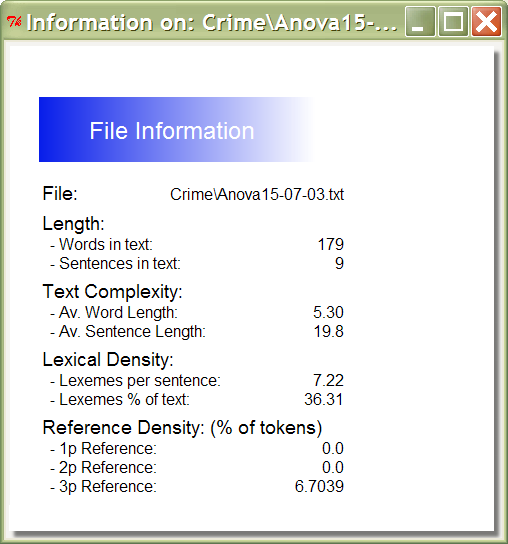 Information on: Crime\Anova15-...
File Information
File: Crime\Anova15-07-03.txt
Length:
- Words in text: 179
- Sentences in text: 9
Text Complexity:
- Av. Word Length: 5.30
- Av. Sentence Length: 19.8
Lexical Density:
- Lexemes per sentence: 7.22
- Lexemes % of text: 36.31
Reference Density: (% of tokens)
- 1p Reference: 0.0
- 2p Reference: 0.0
- 3p Reference: 6.7039